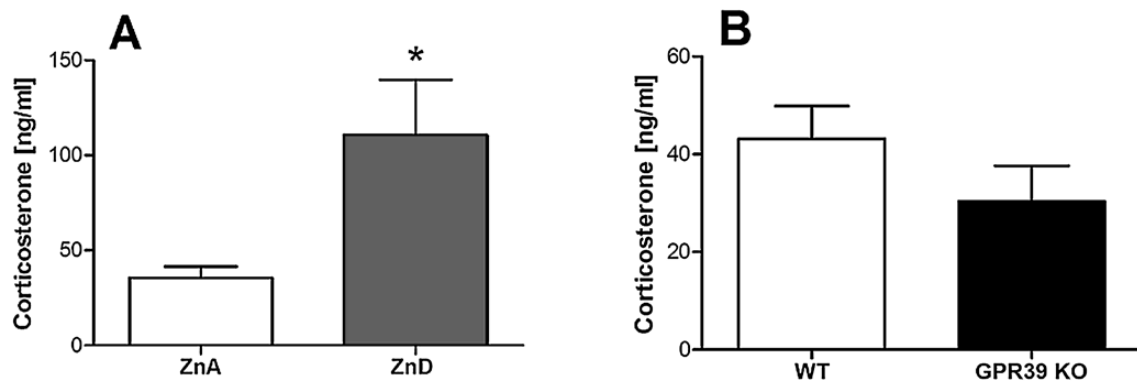 A
Corticosterone [ng/ml]
150
100
50
0
*
ZnA
ZnD
B
Corticosterone [ng/ml]
60
40
20
0
WT
GPR39 KO